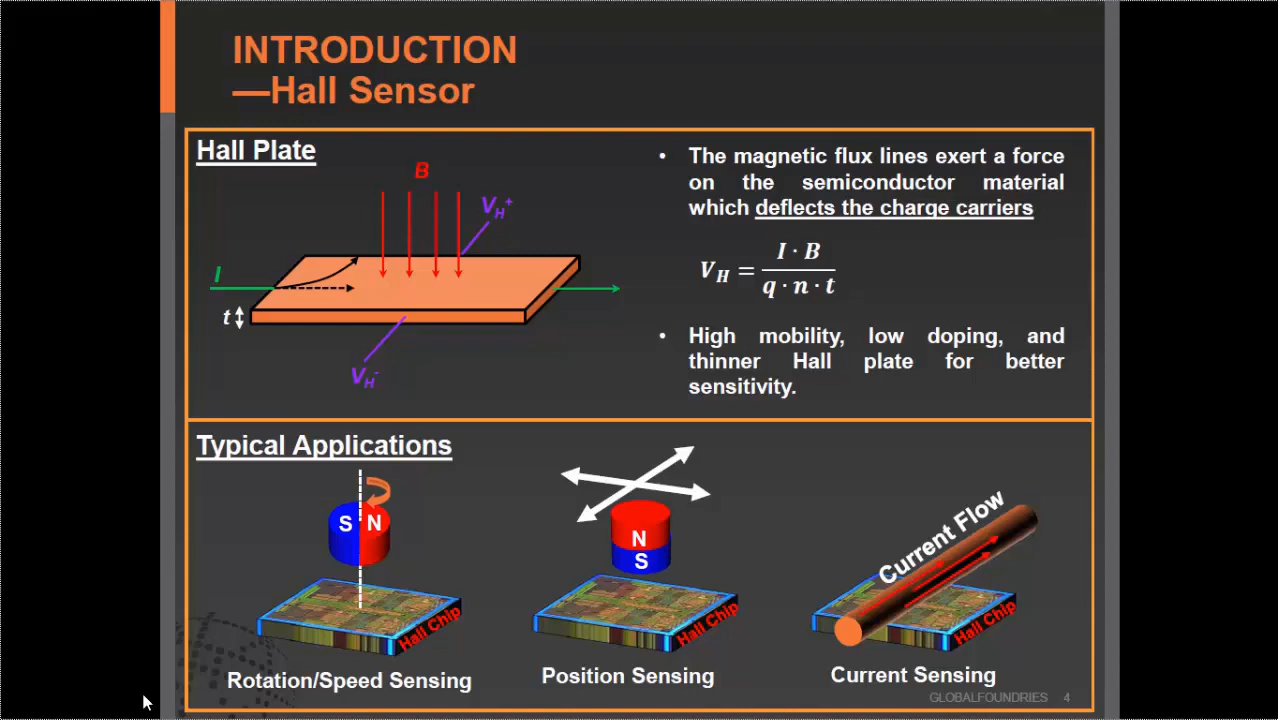 INTRODUCTION
—Hall Sensor
Hall Plate
B
V_H^+
I
t
V_H^-
• The magnetic flux lines exert a force
on the semiconductor material
which deflects the charge carriers
V_H = (I · B) / (q · n · t)
• High mobility, low doping, and
thinner Hall plate for better
sensitivity.
Typical Applications
S N
Hall Chip
Rotation/Speed Sensing
N
S
Hall Chip
Position Sensing
Current Flow
Hall Chip
Current Sensing
GLOBALFOUNDRIES 4